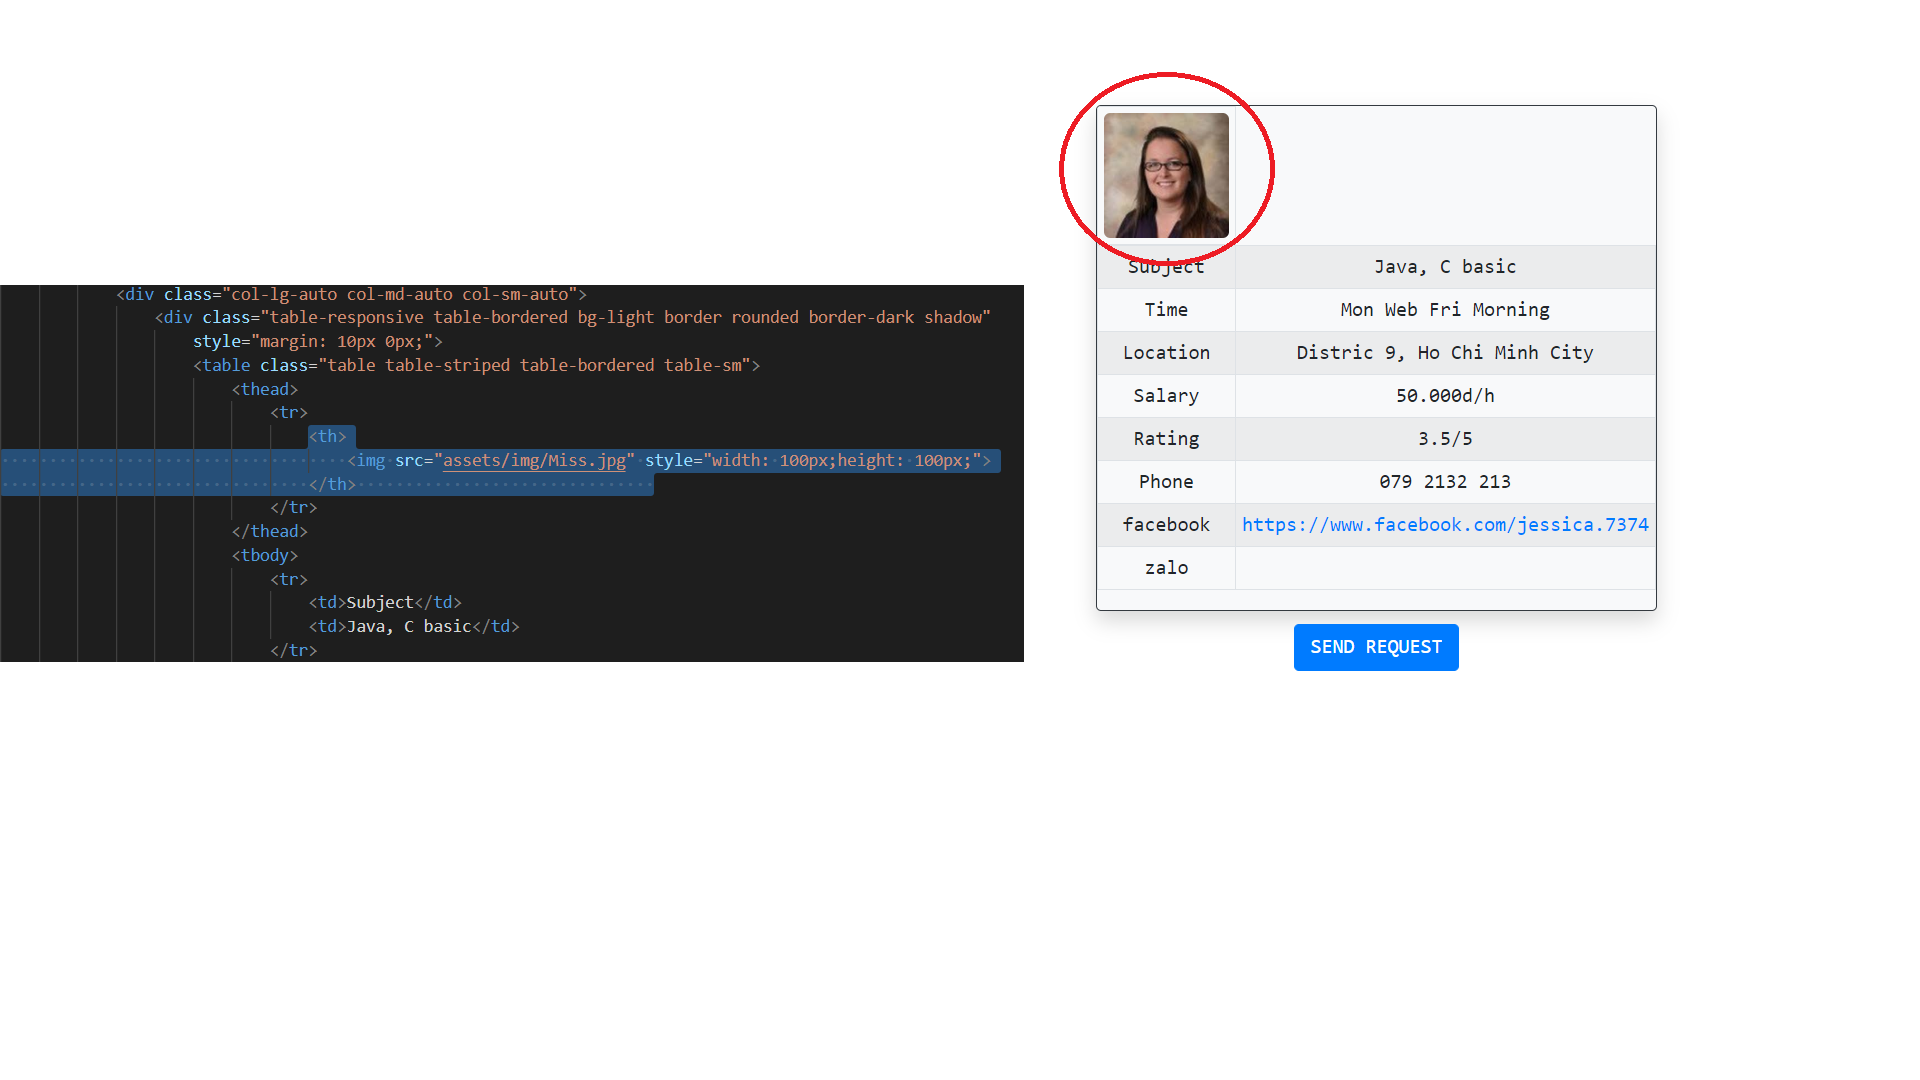 <div class="col-lg-auto col-md-auto col-sm-auto">
<div class="table-responsive table-bordered bg-light border rounded border-dark shadow"
style="margin: 10px 0px;">
<table class="table table-striped table-bordered table-sm">
<thead>
<tr>
<th>
<img src="assets/img/Miss.jpg" style="width: 100px;height: 100px;">
</th>
</tr>
</thead>
<tbody>
<tr>
<td>Subject</td>
<td>Java, C basic</td>
</tr>
Subject Java, C basic
Time Mon Web Fri Morning
Location Distric 9, Ho Chi Minh City
Salary 50.000d/h
Rating 3.5/5
Phone 079 2132 213
facebook https://www.facebook.com/jessica.7374
zalo
SEND REQUEST